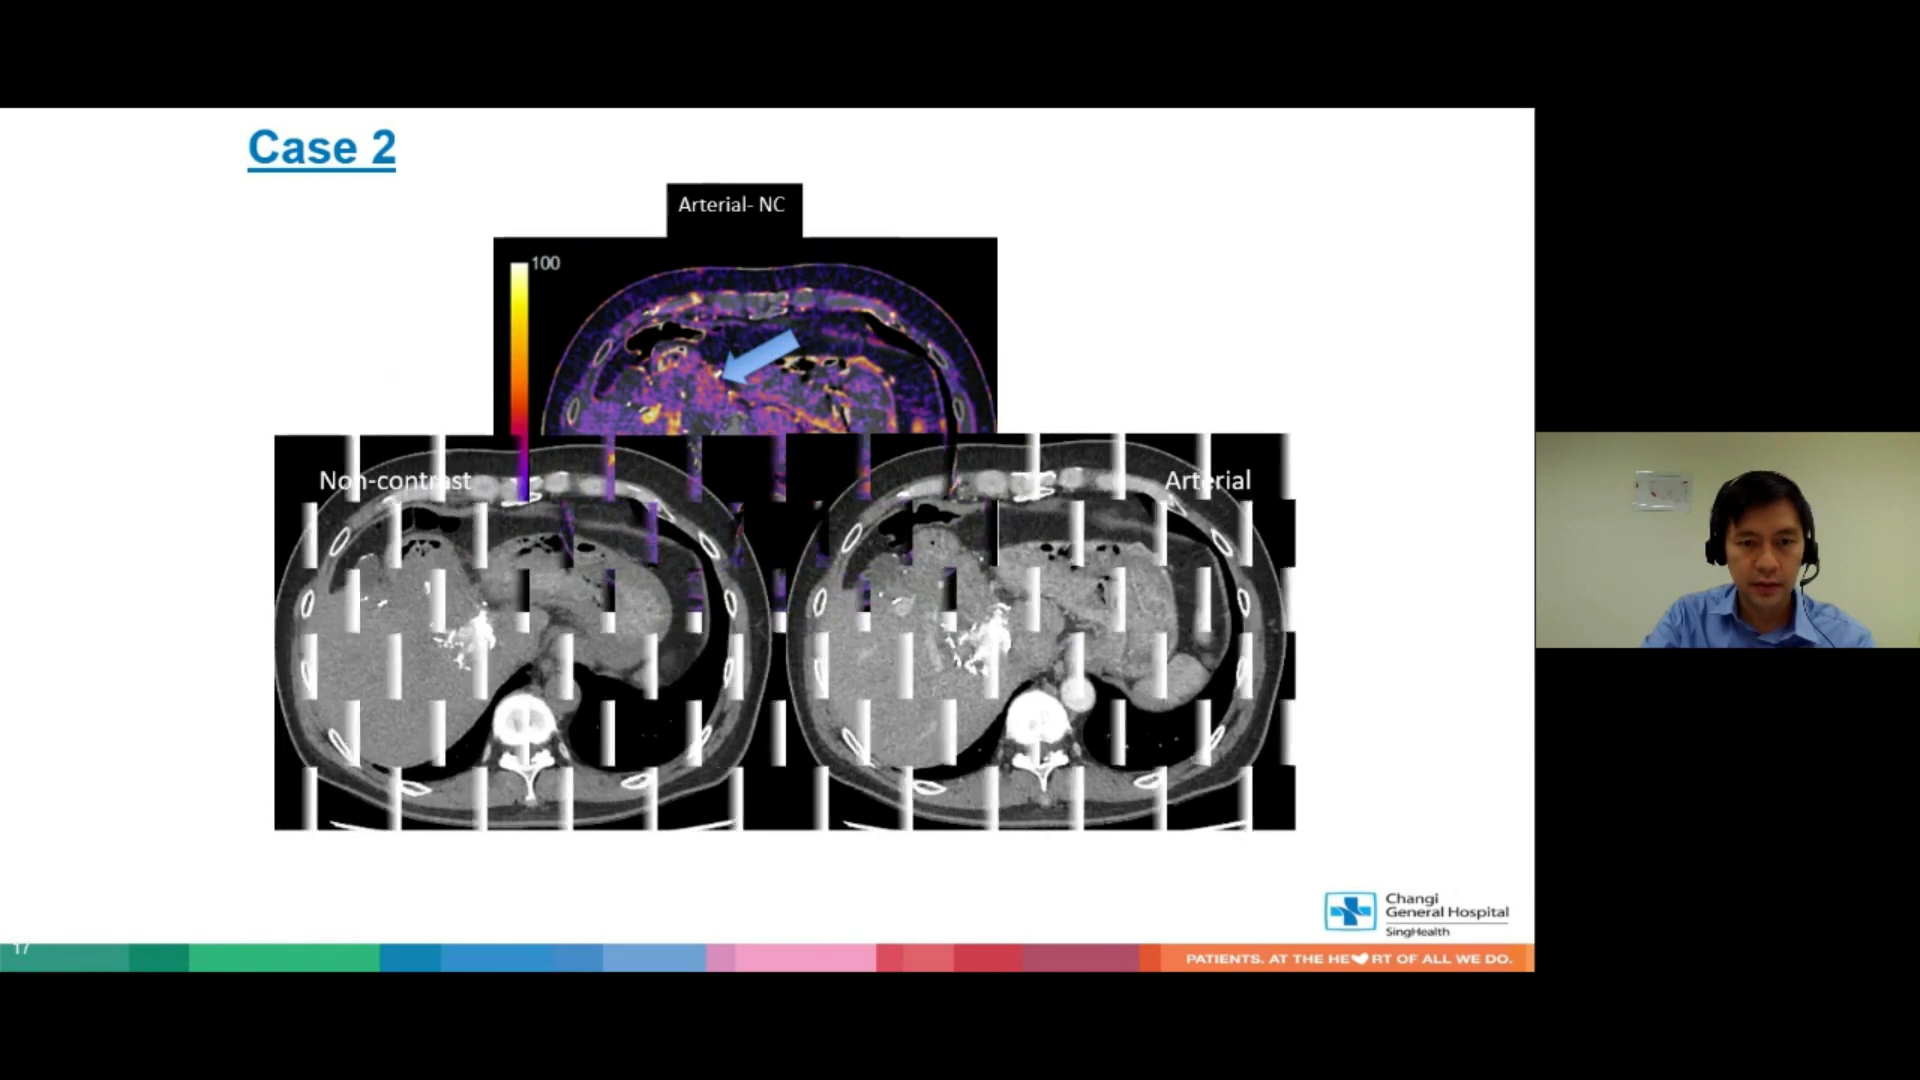 Case 2
Arterial- NC
100
Non-contrast
Arterial
Changi
General Hospital
SingHealth
17
PATIENTS. AT THE HE RT OF ALL WE DO.